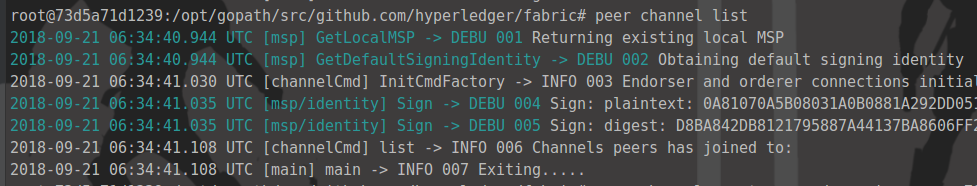 root@73d5a71d1239:/opt/gopath/src/github.com/hyperledger/fabric# peer channel list
2018-09-21 06:34:40.944 UTC [msp] GetLocalMSP -> DEBU 001 Returning existing local MSP
2018-09-21 06:34:40.944 UTC [msp] GetDefaultSigningIdentity -> DEBU 002 Obtaining default signing identity
2018-09-21 06:34:41.030 UTC [channelCmd] InitCmdFactory -> INFO 003 Endorser and orderer connections initial
2018-09-21 06:34:41.035 UTC [msp/identity] Sign -> DEBU 004 Sign: plaintext: 0A81070A5B08031A0B0881A292DD051
2018-09-21 06:34:41.035 UTC [msp/identity] Sign -> DEBU 005 Sign: digest: D8BA842DB8121795887A44137BA8606FF2
2018-09-21 06:34:41.108 UTC [channelCmd] list -> INFO 006 Channels peers has joined to:
2018-09-21 06:34:41.108 UTC [main] main -> INFO 007 Exiting.....